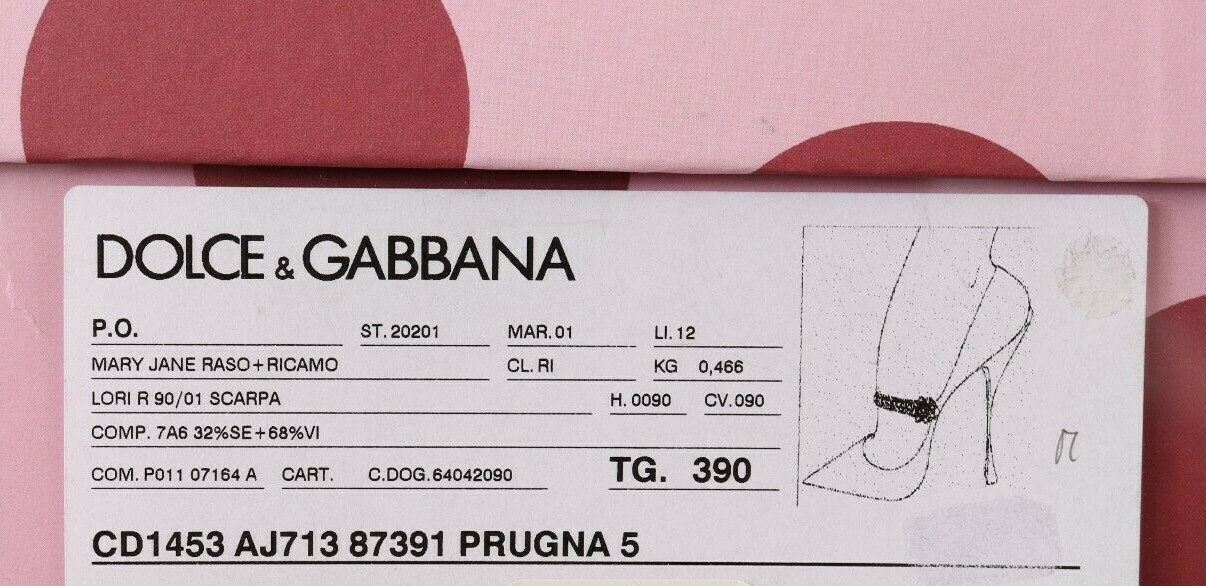 DOLCE & GABBANA
P.O. ST. 20201 MAR. 01 LI. 12
MARY JANE RASO+RICAMO CL. RI KG 0,466
LORI R 90/01 SCARPA H. 0090 CV. 090
COMP. 7A6 32%SE+68%VI
COM. P011 07164 A CART. C.DOG.64042090 TG. 390
CD1453 AJ713 87391 PRUGNA 5